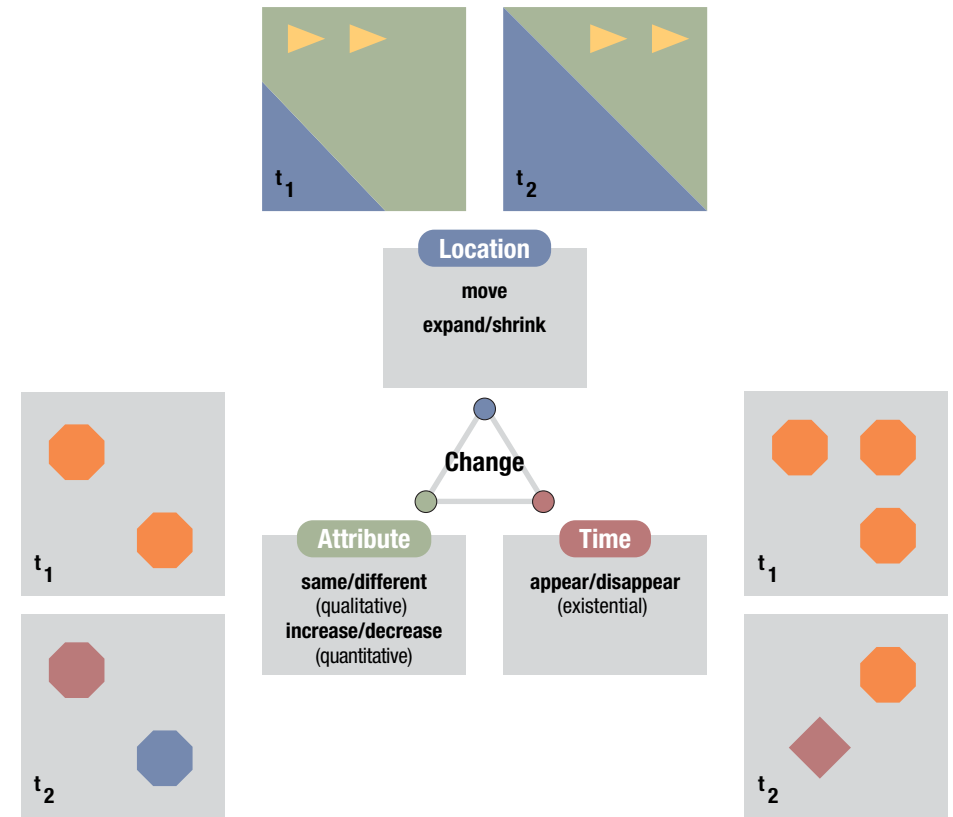 t1
t2
Location
move
expand/shrink
Change
Attribute
same/different
(qualitative)
increase/decrease
(quantitative)
Time
appear/disappear
(existential)
t1
t2
t1
t2